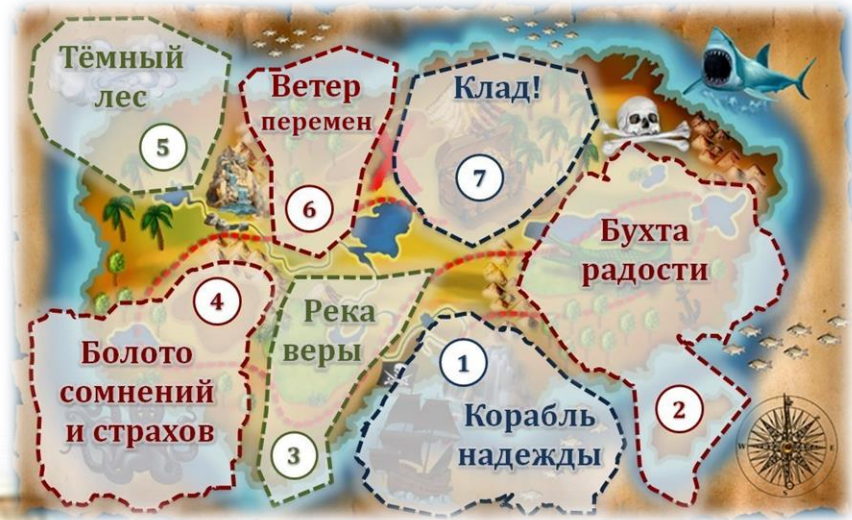 Тёмный
лес
5
Ветер
перемен
6
Клад!
7
Бухта
радости
2
4
Болото
сомнений
и страхов
Река
веры
3
1
Корабль
надежды